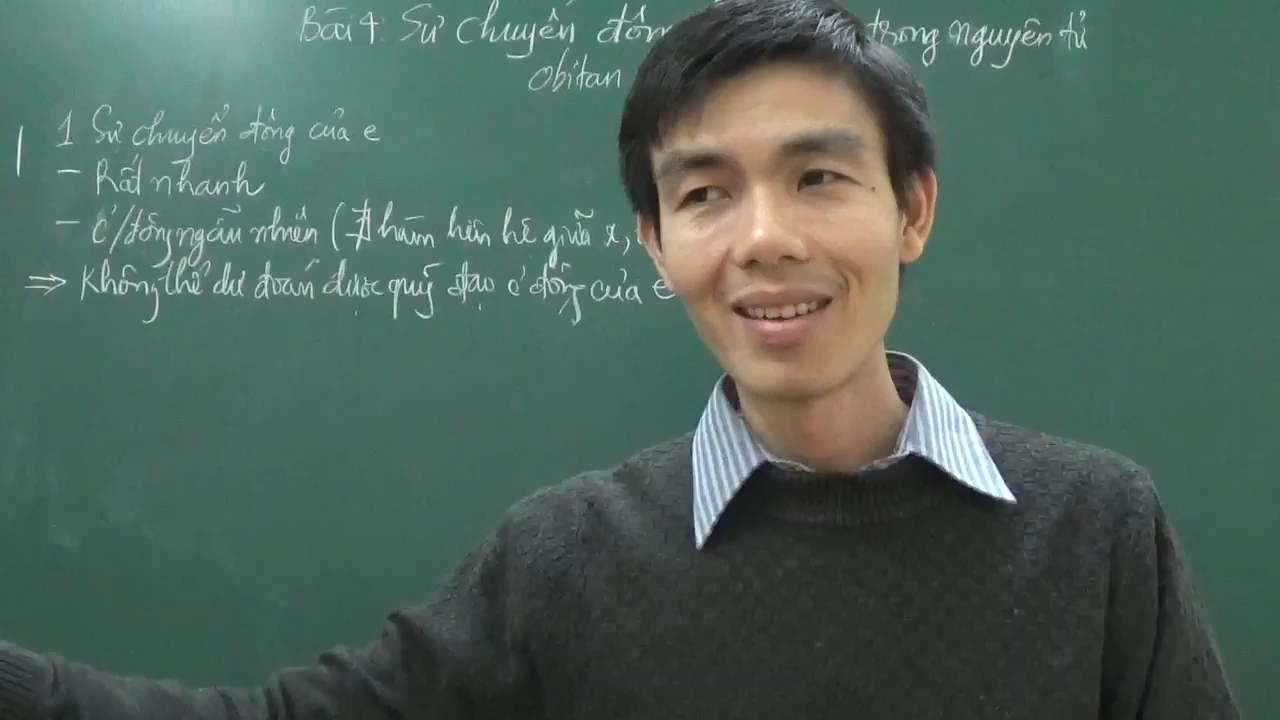 Bài 4: Sự chuyển độn trong nguyên tử
Obitan
1 Sự chuyển động của e
- Rất nhanh
- c/động ngẫu nhiên (∄ hàm liên hệ giữa x,
⇒ Không thể dự đoán được quỹ đạo c/động của e